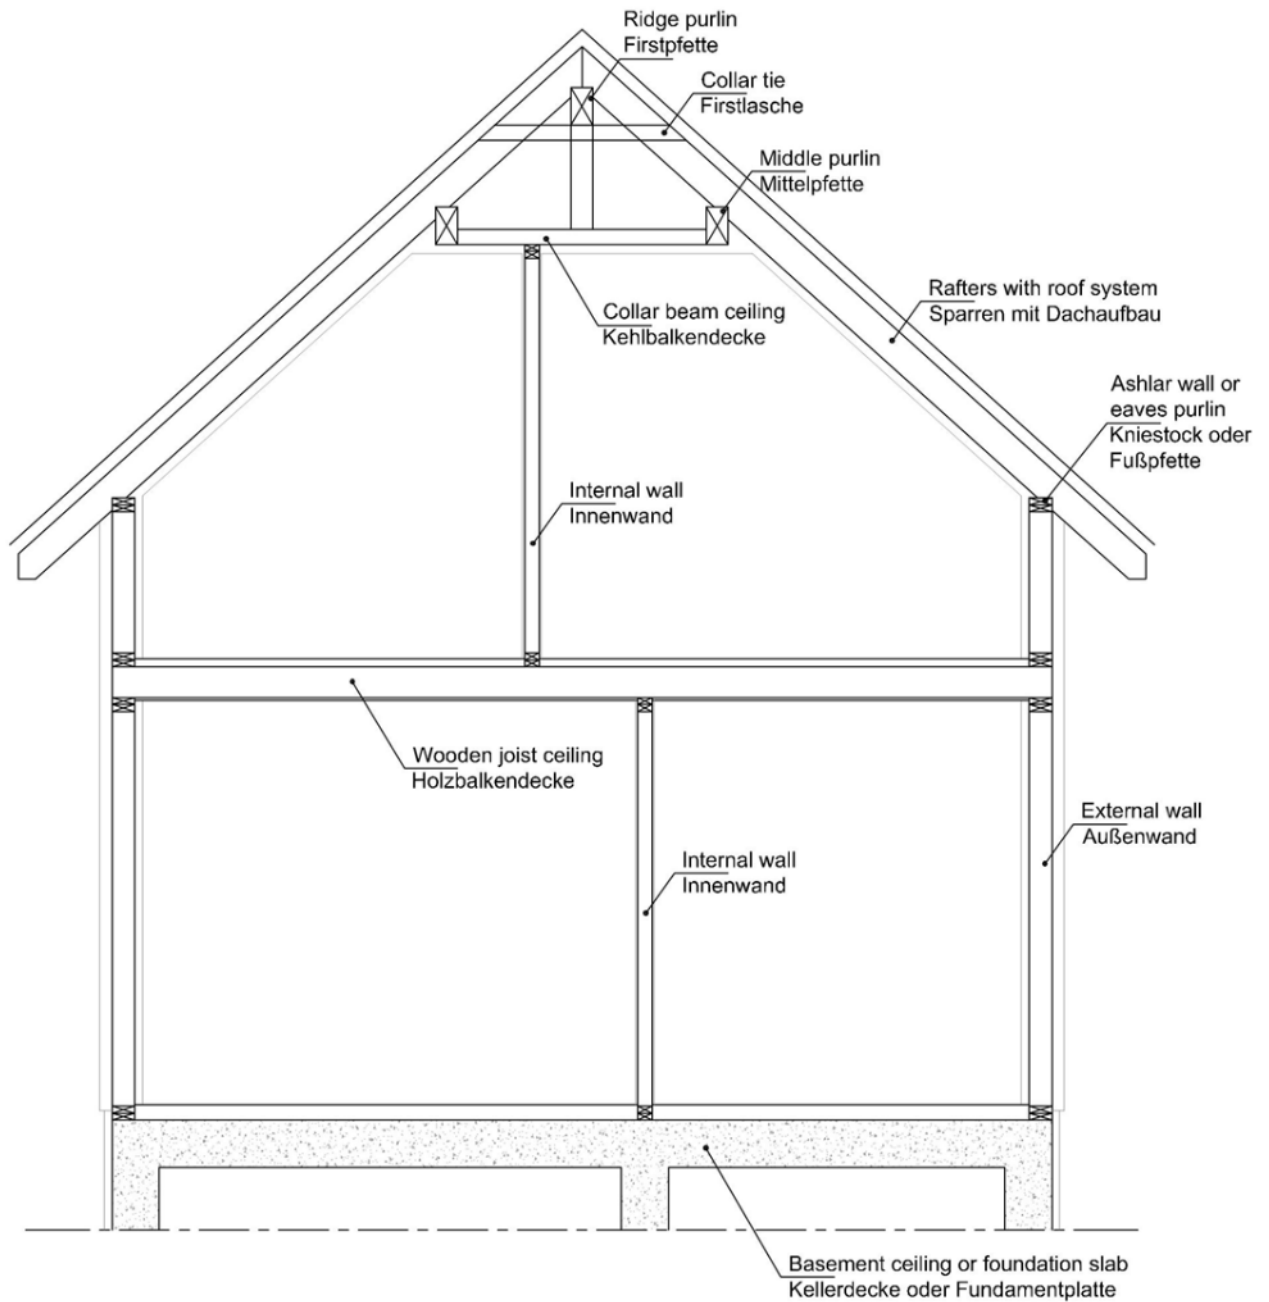 Ridge purlin
Firstpfette
Collar tie
Firstlasche
Middle purlin
Mittelpfette
Rafters with roof system
Sparren mit Dachaufbau
Collar beam ceiling
Kehlbalkendecke
Ashlar wall or
eaves purlin
Kniestock oder
Fußpfette
Internal wall
Innenwand
Wooden joist ceiling
Holzbalkendecke
External wall
Außenwand
Internal wall
Innenwand
Basement ceiling or foundation slab
Kellerdecke oder Fundamentplatte